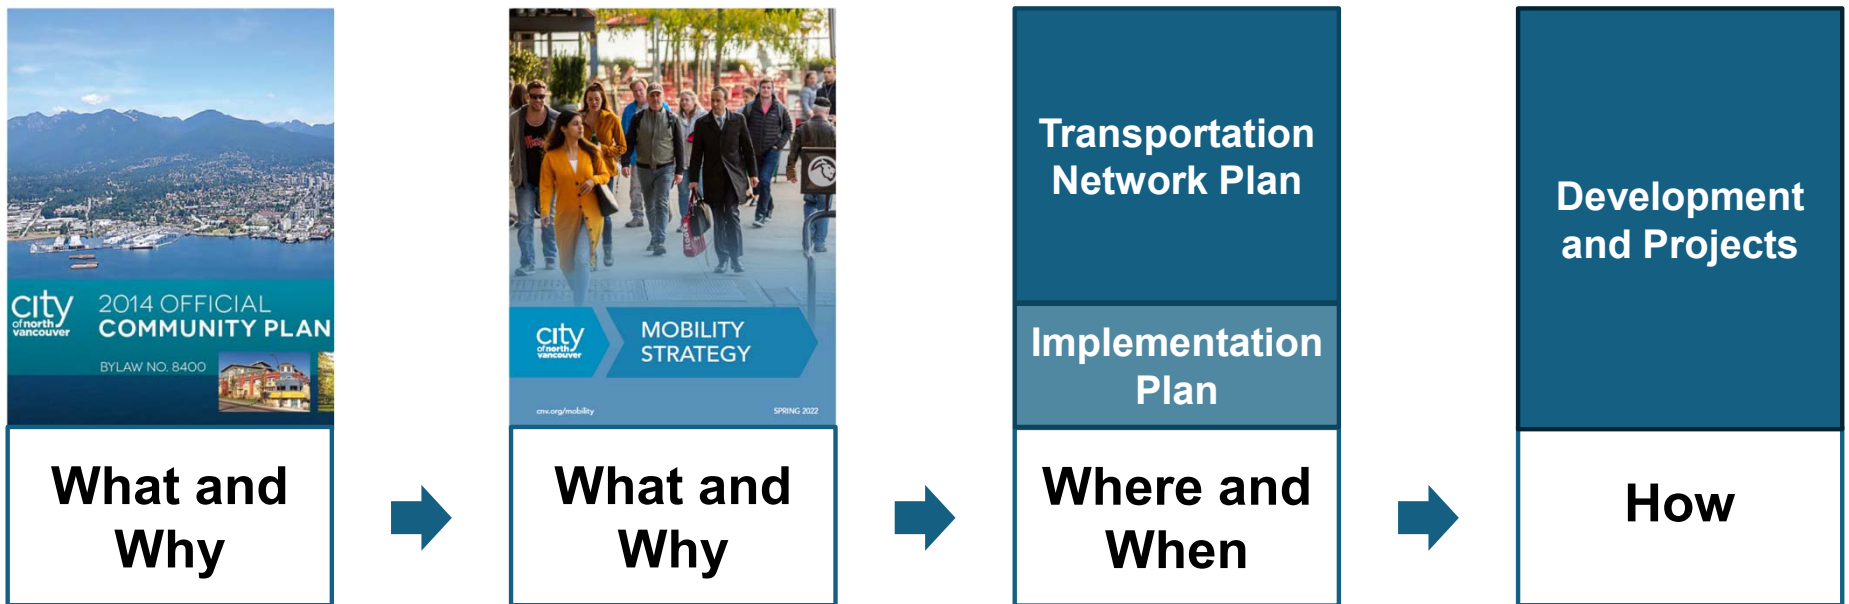 city
of north
vancouver
2014 OFFICIAL
COMMUNITY PLAN
BYLAW NO. 8400
What and
Why
city
of north
vancouver
MOBILITY
STRATEGY
cnv.org/mobility
SPRING 2022
What and
Why
Transportation
Network Plan
Implementation
Plan
Where and
When
Development
and Projects
How